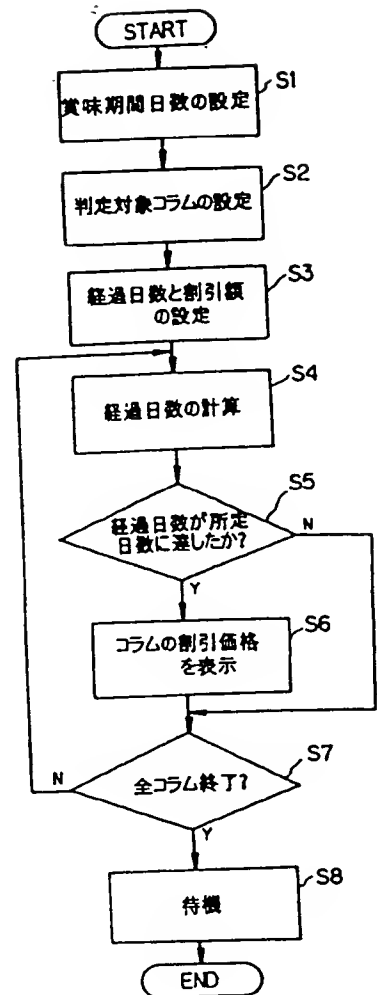 START
賞味期間日数の設定
S1
判定対象コラムの設定
S2
経過日数と割引額
の設定
S3
経過日数の計算
S4
経過日数が所定
日数に達したか?
S5
N
Y
コラムの割引価格
を表示
S6
全コラム終了?
S7
N
Y
待機
S8
END